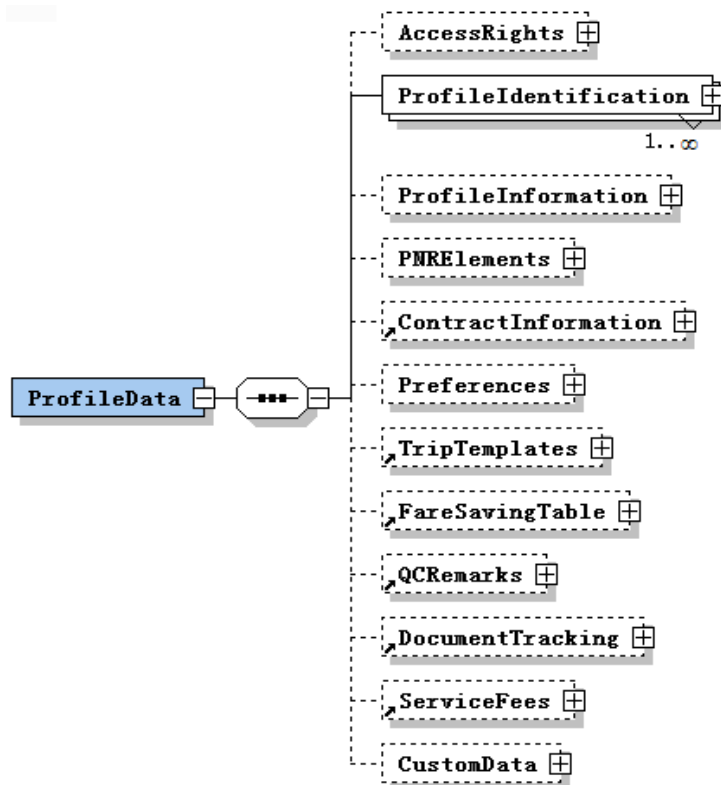 AccessRights
ProfileIdentification
1..∞
ProfileInformation
PNRElements
ContractInformation
ProfileData
Preferences
TripTemplates
FareSavingTable
QCRemarks
DocumentTracking
ServiceFees
CustomData